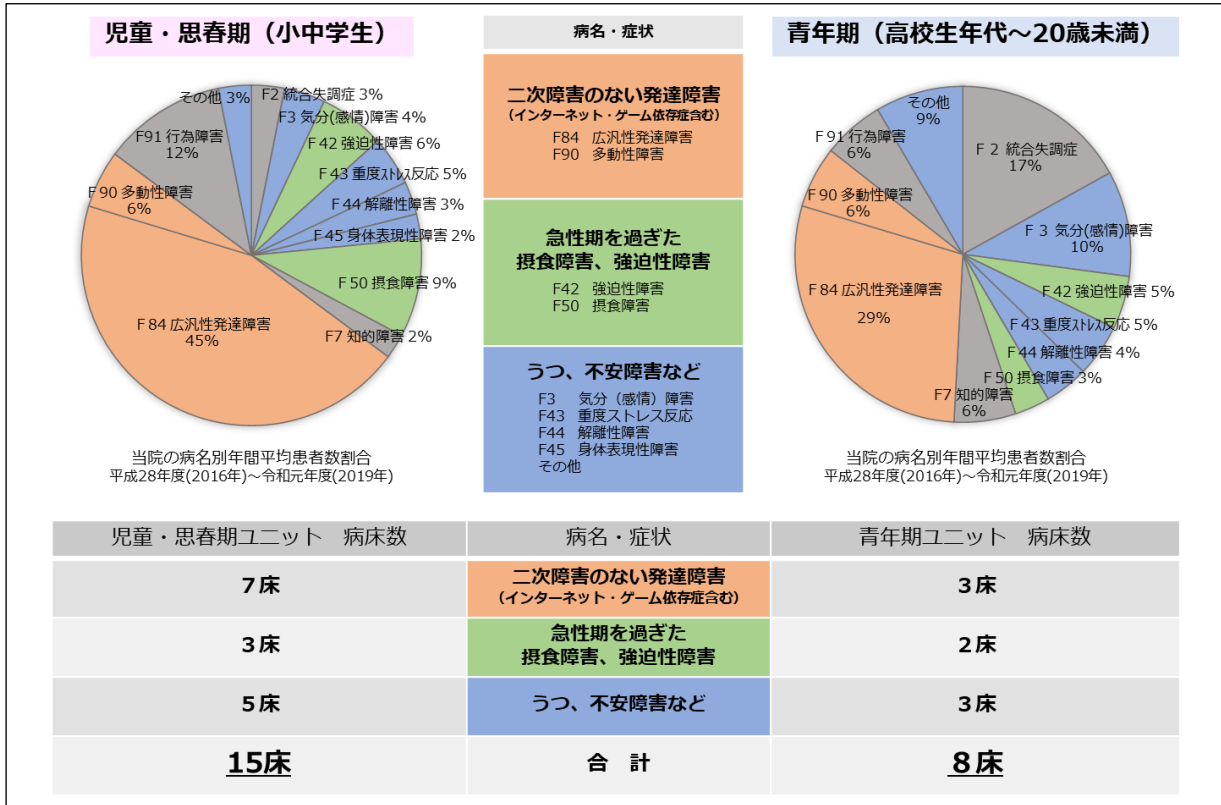 児童・思春期（小中学生）
その他 3%
F2 統合失調症 3%
F3 気分(感情)障害 4%
F 42 強迫性障害 6%
F 43 重度ｽﾄﾚｽ反応 5%
F 44 解離性障害 3%
F 45 身体表現性障害 2%
F 50 摂食障害 9%
F7 知的障害 2%
F 84 広汎性発達障害
45%
F 90 多動性障害
6%
F91 行為障害
12%
当院の病名別年間平均患者数割合
平成28年度(2016年)～令和元年度(2019年)
病名・症状
二次障害のない発達障害
（インターネット・ゲーム依存症含む）
F84 広汎性発達障害
F90 多動性障害
急性期を過ぎた
摂食障害、強迫性障害
F42 強迫性障害
F50 摂食障害
うつ、不安障害など
F3 気分（感情）障害
F43 重度ストレス反応
F44 解離性障害
F45 身体表現性障害
その他
青年期（高校生年代～20歳未満）
その他
9%
F 2 統合失調症
17%
F 3 気分(感情)障害
10%
F 42 強迫性障害 5%
F 43 重度ｽﾄﾚｽ反応 5%
F 44 解離性障害 4%
F 50 摂食障害 3%
F7 知的障害
6%
F 84 広汎性発達障害
29%
F 90 多動性障害
6%
F 91 行為障害
6%
当院の病名別年間平均患者数割合
平成28年度(2016年)～令和元年度(2019年)
児童・思春期ユニット 病床数 病名・症状 青年期ユニット 病床数
7床 二次障害のない発達障害 3床
（インターネット・ゲーム依存症含む）
3床 急性期を過ぎた 2床
摂食障害、強迫性障害
5床 うつ、不安障害など 3床
15床 合 計 8床